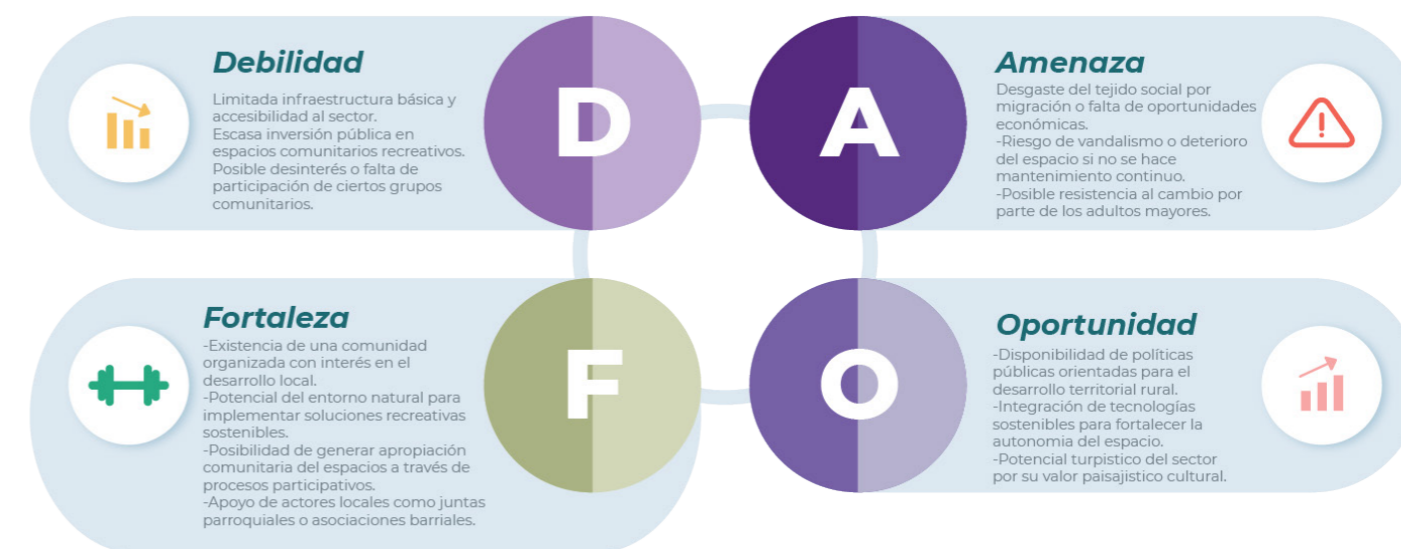 Debilidad
Limitada infraestructura básica y
accesibilidad al sector.
Escasa inversión pública en
espacios comunitarios recreativos.
Posible desinterés o falta de
participación de ciertos grupos
comunitarios.
D
A
Amenaza
Desgaste del tejido social por
migración o falta de oportunidades
económicas.
-Riesgo de vandalismo o deterioro
del espacio si no se hace
mantenimiento continuo.
-Posible resistencia al cambio por
parte de los adultos mayores.
Fortaleza
-Existencia de una comunidad
organizada con interés en el
desarrollo local.
-Potencial del entorno natural para
implementar soluciones recreativas
sostenibles.
-Posibilidad de generar apropiación
comunitaria del espacios a través de
procesos participativos.
-Apoyo de actores locales como juntas
parroquiales o asociaciones barriales.
F
O
Oportunidad
-Disponibilidad de políticas
públicas orientadas para el
desarrollo territorial rural.
-Integración de tecnologías
sostenibles para fortalecer la
autonomia del espacio.
-Potencial turpistico del sector
por su valor paisajistico cultural.